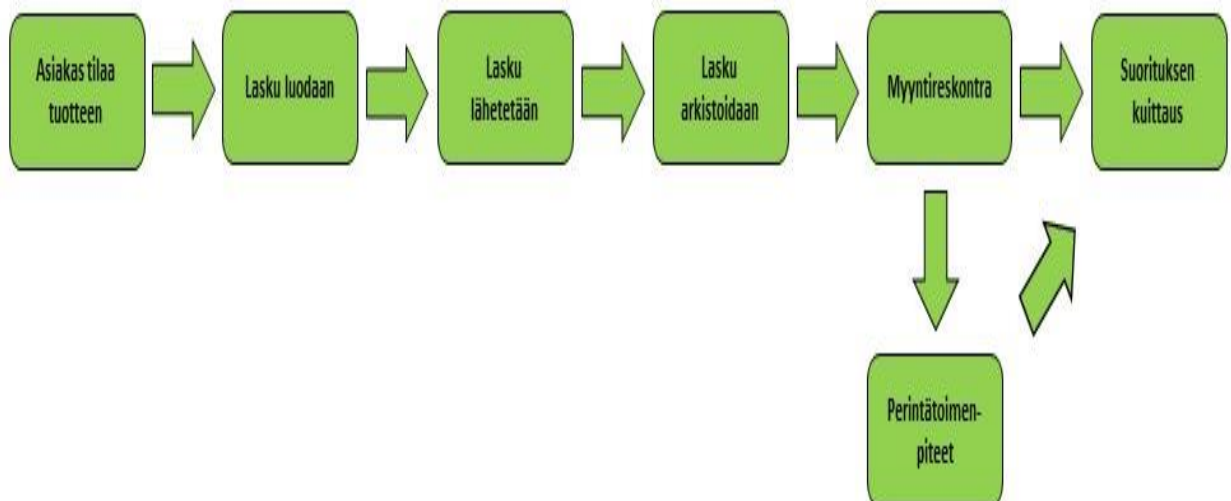 Asiakas tilaa
tuotteen
Lasku luodaan
Lasku
lähetetään
Lasku
arkistoidaan
Myyntireskontra
Suorituksen
kuittaus
Perintätoimen-
piteet